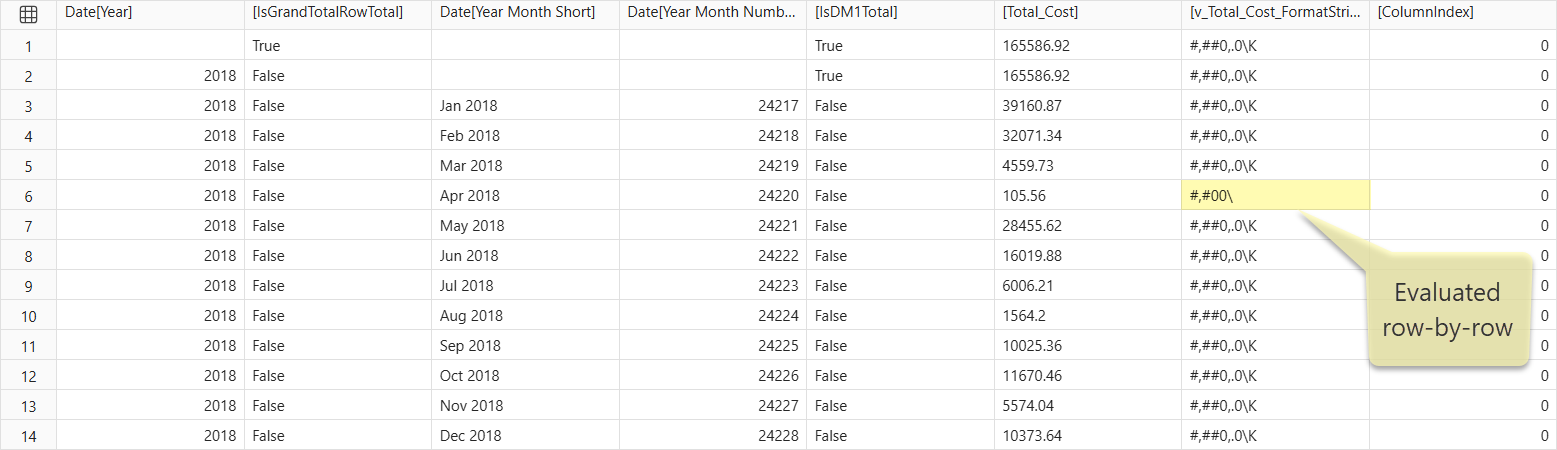 Date[Year] [IsGrandTotalRowTotal] Date[Year Month Short] Date[Year Month Numb... [IsDM1Total] [Total_Cost] [v_Total_Cost_FormatStri... [ColumnIndex]
1 True True 165586.92 #,##0,.0\K 0
2 2018 False True 165586.92 #,##0,.0\K 0
3 2018 False Jan 2018 24217 False 39160.87 #,##0,.0\K 0
4 2018 False Feb 2018 24218 False 32071.34 #,##0,.0\K 0
5 2018 False Mar 2018 24219 False 4559.73 #,##0,.0\K 0
6 2018 False Apr 2018 24220 False 105.56 #,#00\ 0
7 2018 False May 2018 24221 False 28455.62 #,##0,.0\K 0
8 2018 False Jun 2018 24222 False 16019.88 #,##0,.0\K 0
9 2018 False Jul 2018 24223 False 6006.21 #,##0,.0\K 0
10 2018 False Aug 2018 24224 False 1564.2 #,##0,.0\K 0
11 2018 False Sep 2018 24225 False 10025.36 #,##0,.0\K 0
12 2018 False Oct 2018 24226 False 11670.46 #,##0,.0\K 0
13 2018 False Nov 2018 24227 False 5574.04 #,##0,.0\K 0
14 2018 False Dec 2018 24228 False 10373.64 #,##0,.0\K 0
Evaluated
row-by-row